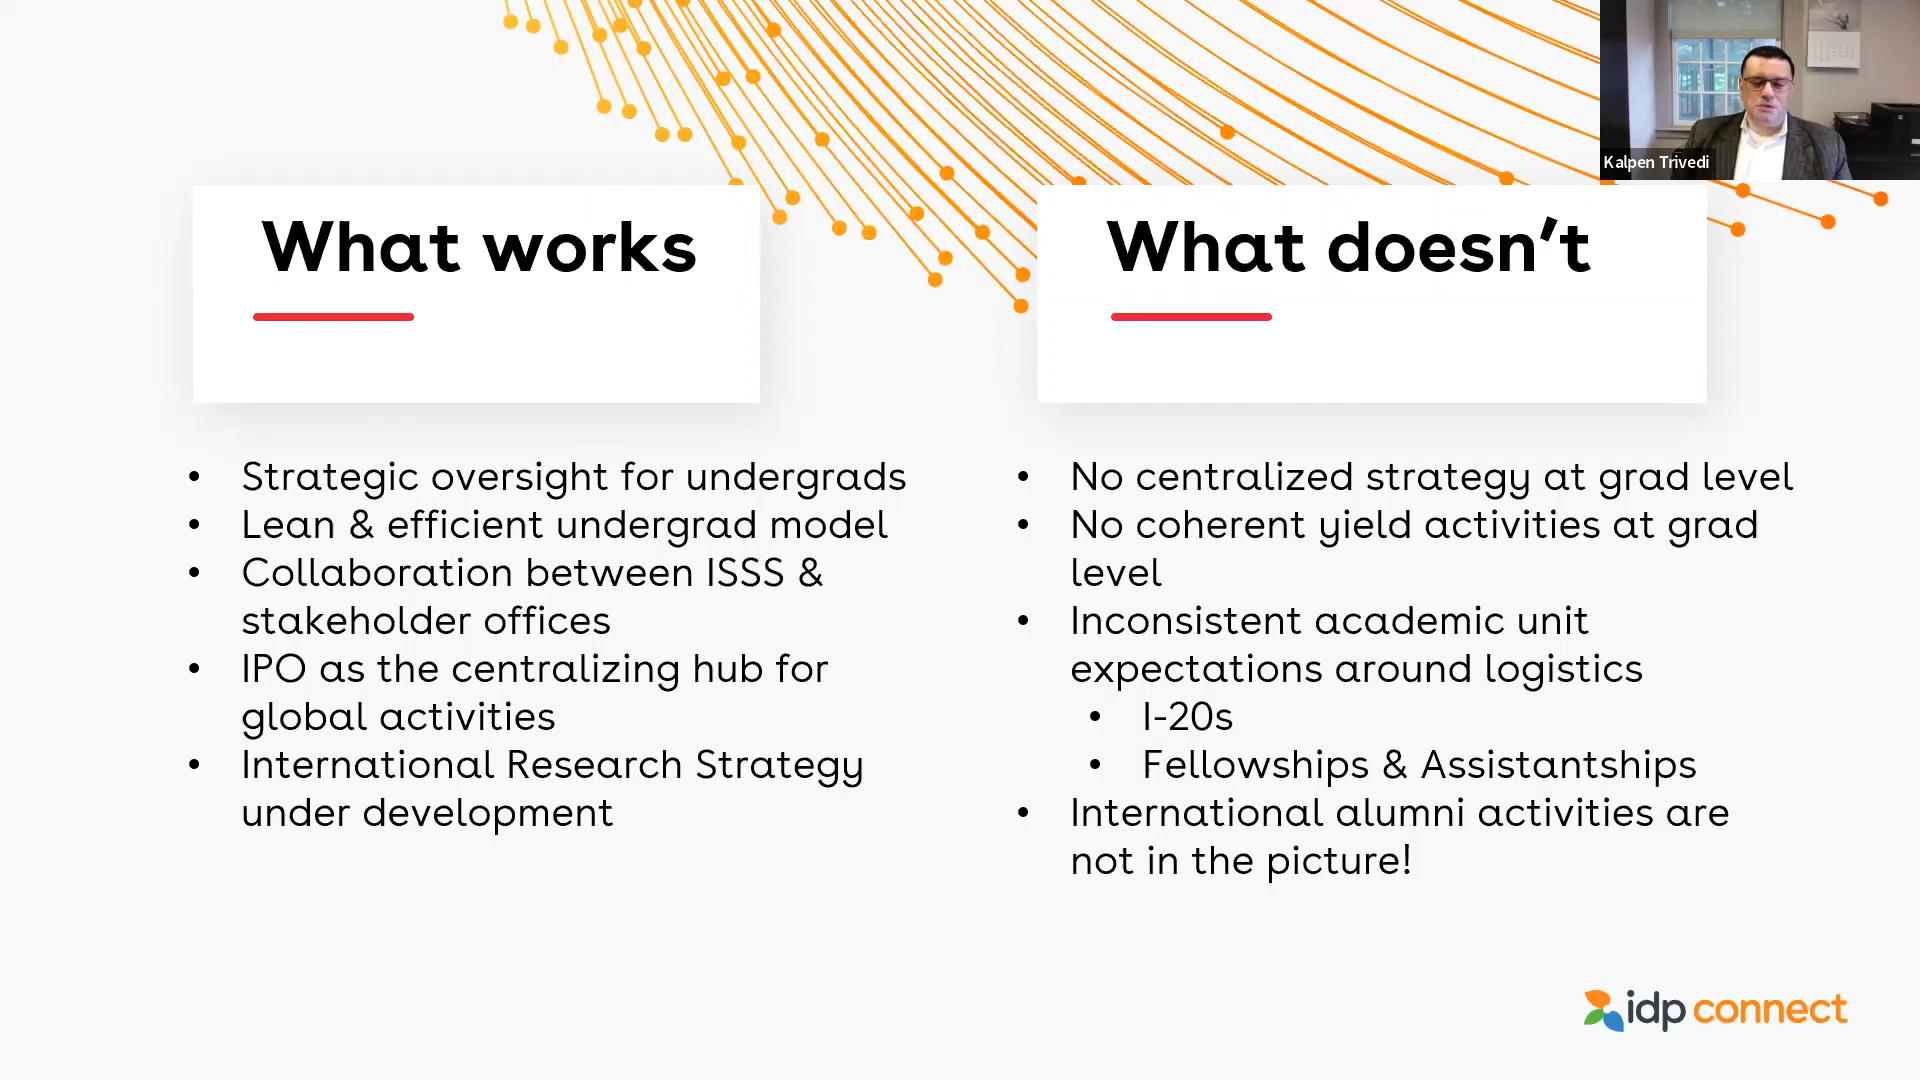 Kalpen Trivedi
What works
What doesn't
• Strategic oversight for undergrads
• Lean & efficient undergrad model
• Collaboration between ISSS &
stakeholder offices
• IPO as the centralizing hub for
global activities
• International Research Strategy
under development
• No centralized strategy at grad level
• No coherent yield activities at grad
level
• Inconsistent academic unit
expectations around logistics
• I-20s
• Fellowships & Assistantships
• International alumni activities are
not in the picture!
idp connect